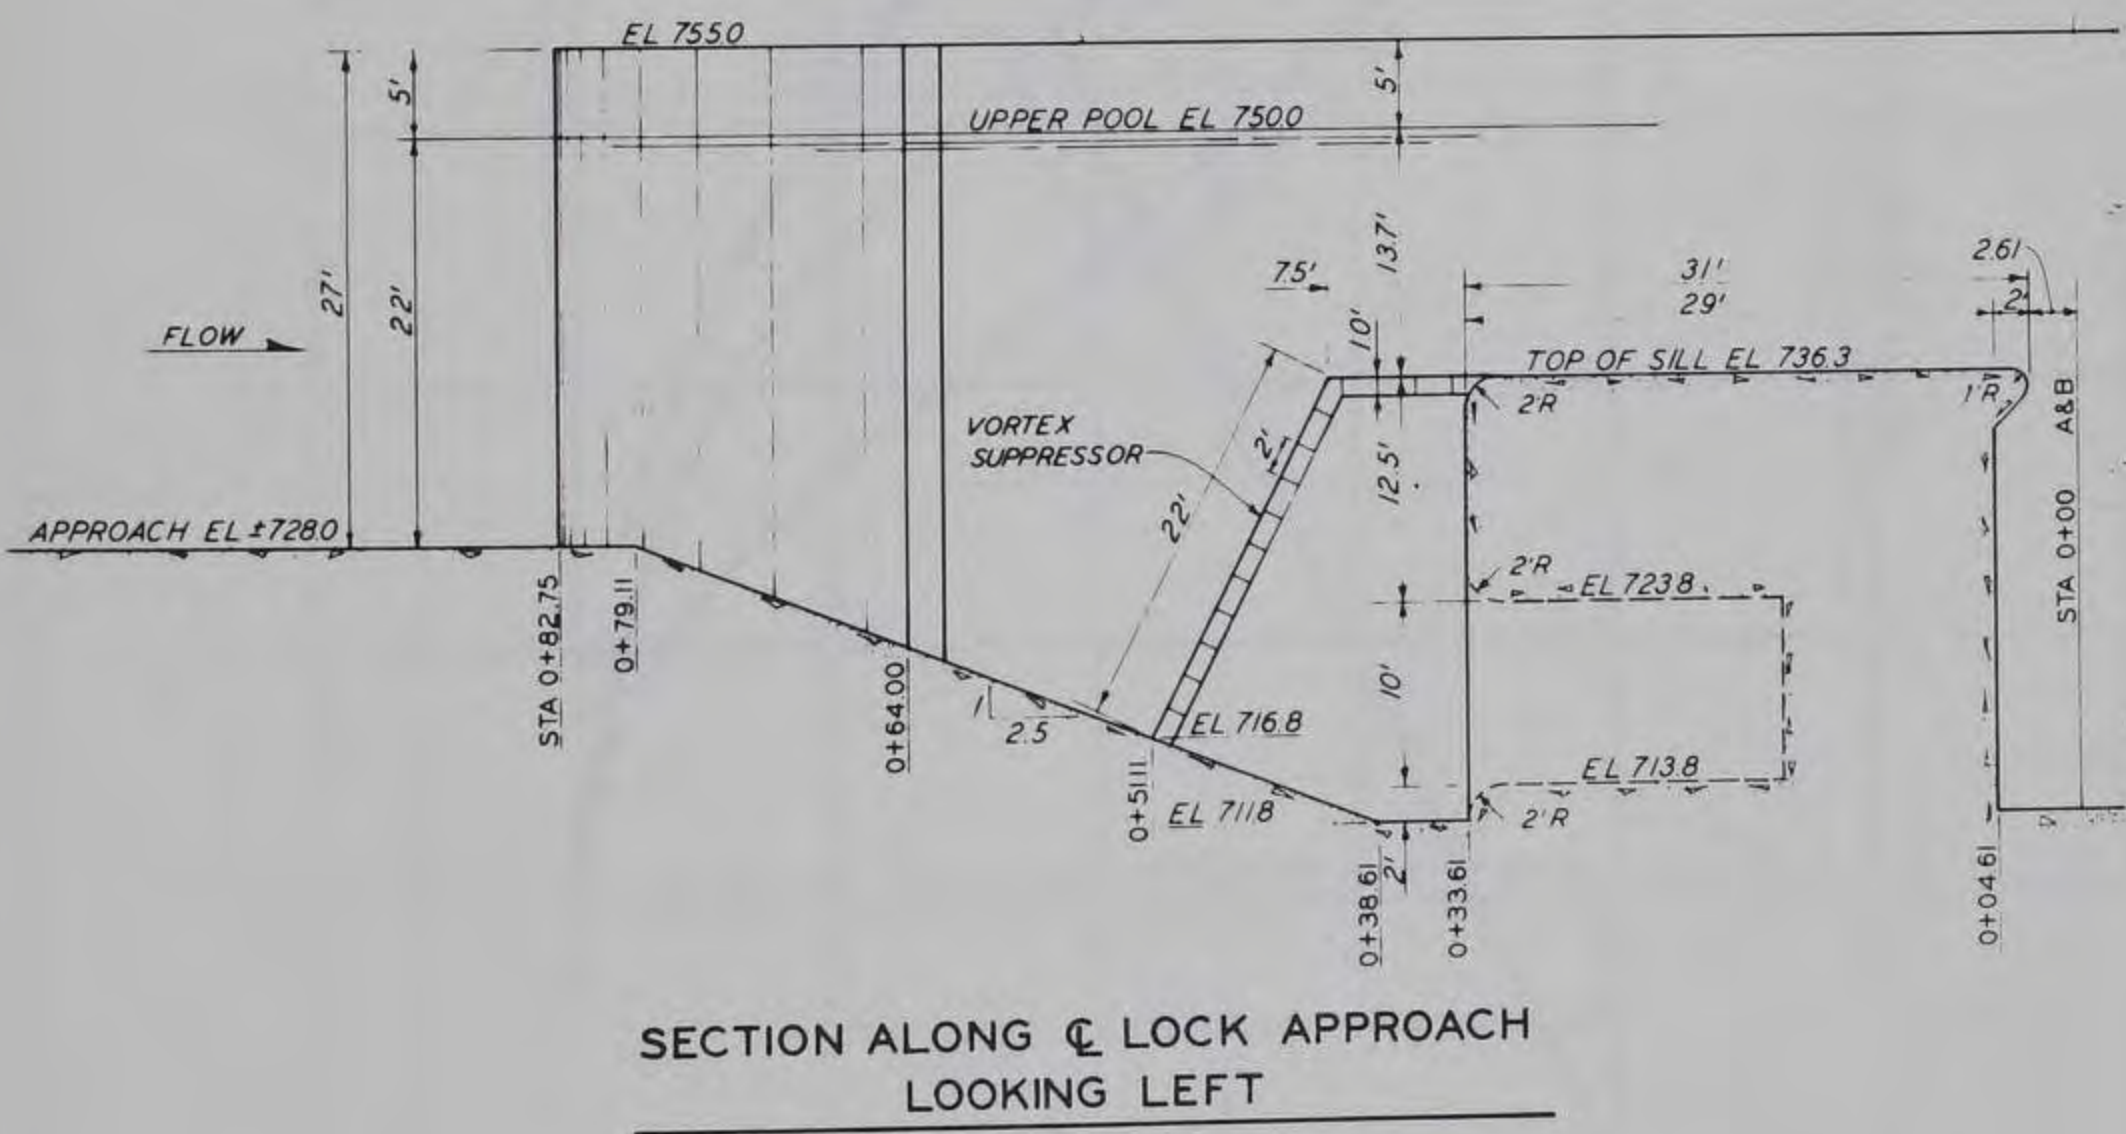 EL 755.0
5'
5'
UPPER POOL EL 750.0
27'
22'
13.7'
7.5'
31'
29'
2.61
2'
FLOW
1.0'
TOP OF SILL EL 736.3
2'R
1'R
VORTEX
SUPPRESSOR
2'
12.5'
22'
STA 0+00 A&B
APPROACH EL ±728.0
2'R
EL 723.8
STA 0+82.75
0+79.11
0+64.00
1
2.5
10'
EL 716.8
EL 713.8
0+51.11
EL 711.8
2'R
0+38.61
2'
0+33.61
0+04.61
SECTION ALONG ℄ LOCK APPROACH
LOOKING LEFT